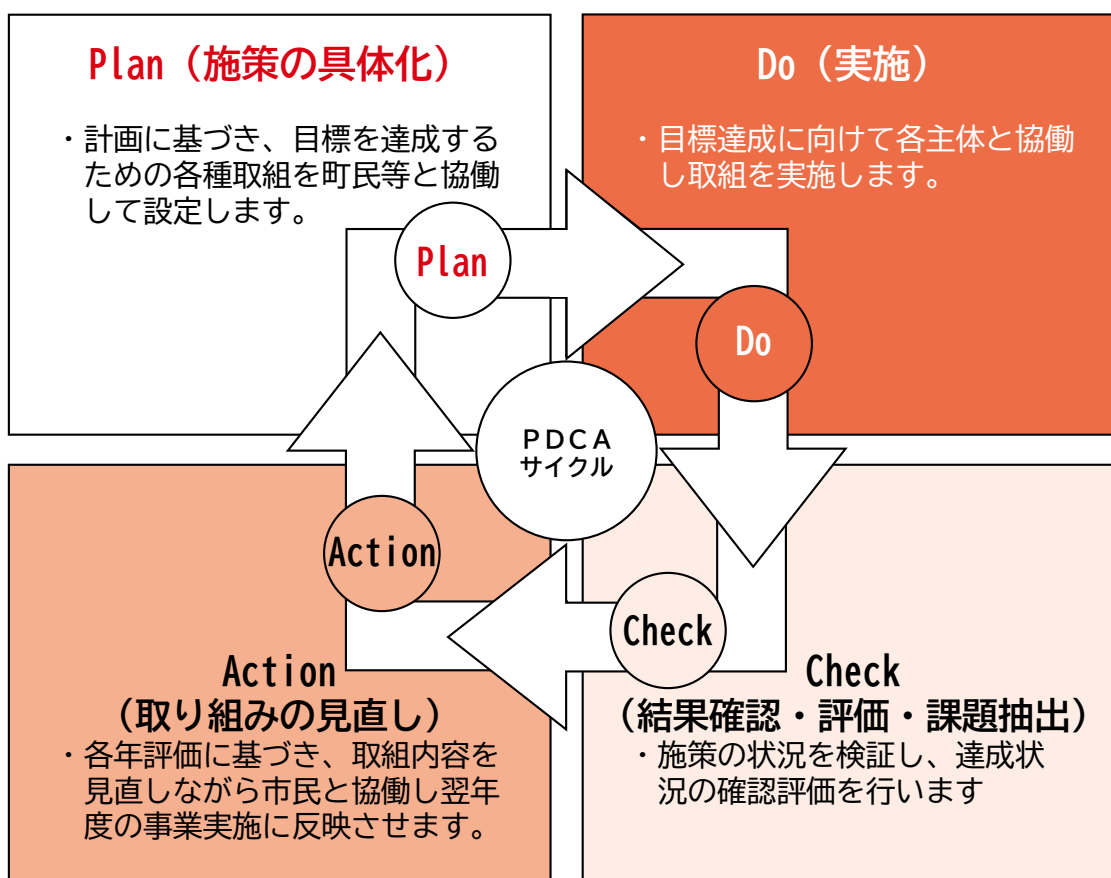 Plan（施策の具体化）
・計画に基づき、目標を達成する
ための各種取組を町民等と協働
して設定します。
Do（実施）
・目標達成に向けて各主体と協働
し取組を実施します。
Plan
Do
PDCA
サイクル
Action
Check
Action
（取り組みの見直し）
・各年評価に基づき、取組内容を
見直しながら市民と協働し翌年
度の事業実施に反映させます。
Check
（結果確認・評価・課題抽出）
・施策の状況を検証し、達成状
況の確認評価を行います